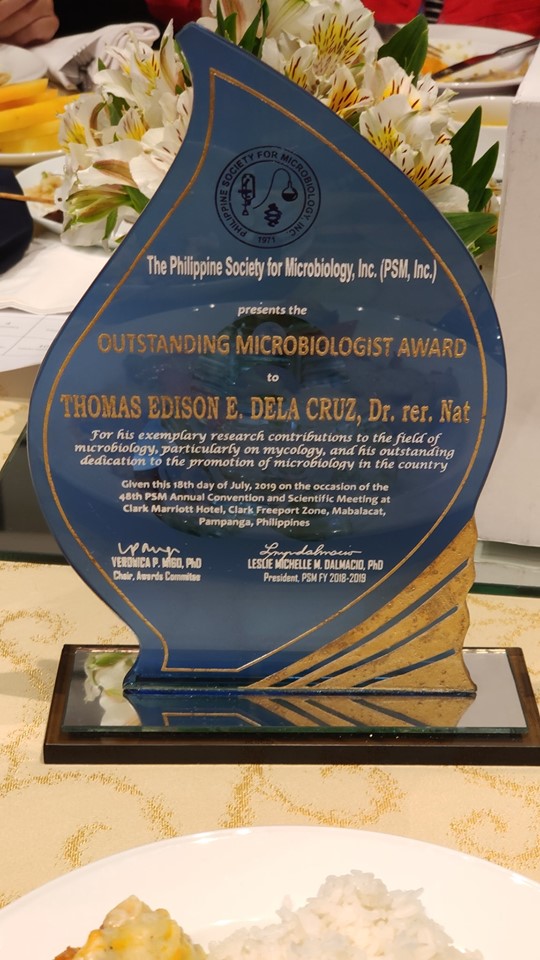 PHILIPPINE SOCIETY FOR MICROBIOLOGY INC.
1971
The Philippine Society for Microbiology, Inc. (PSM, Inc.)
presents the
OUTSTANDING MICROBIOLOGIST AWARD
to
THOMAS EDISON E. DELA CRUZ, Dr. rer. Nat
For his exemplary research contributions to the field of
microbiology, particularly on mycology, and his outstanding
dedication to the promotion of microbiology in the country
Given this 18th day of July, 2019 on the occasion of the
48th PSM Annual Convention and Scientific Meeting at
Clark Marriott Hotel, Clark Freeport Zone, Mabalacat,
Pampanga, Philippines
VERONICA P. MIGO, PhD
Chair, Awards Commitee
LESLIE MICHELLE M. DALMACIO, PhD
President, PSM FY 2018-2019